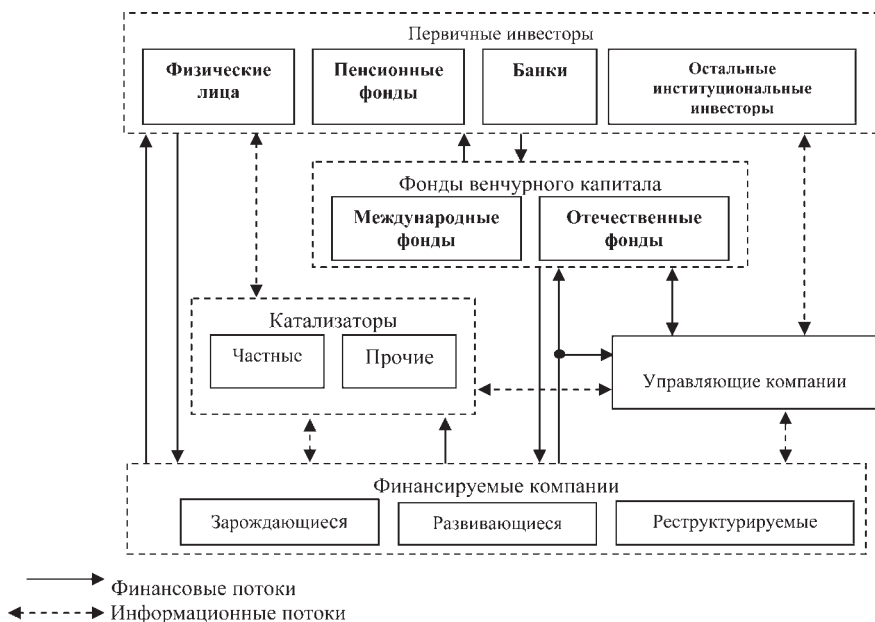 Первичные инвесторы
Физические
лица
Пенсионные
фонды
Банки
Остальные
институциональные
инвесторы
Фонды венчурного капитала
Международные
фонды
Отечественные
фонды
Катализаторы
Частные
Прочие
Управляющие компании
Финансируемые компании
Зарождающиеся
Развивающиеся
Реструктурируемые
Финансовые потоки
Информационные потоки